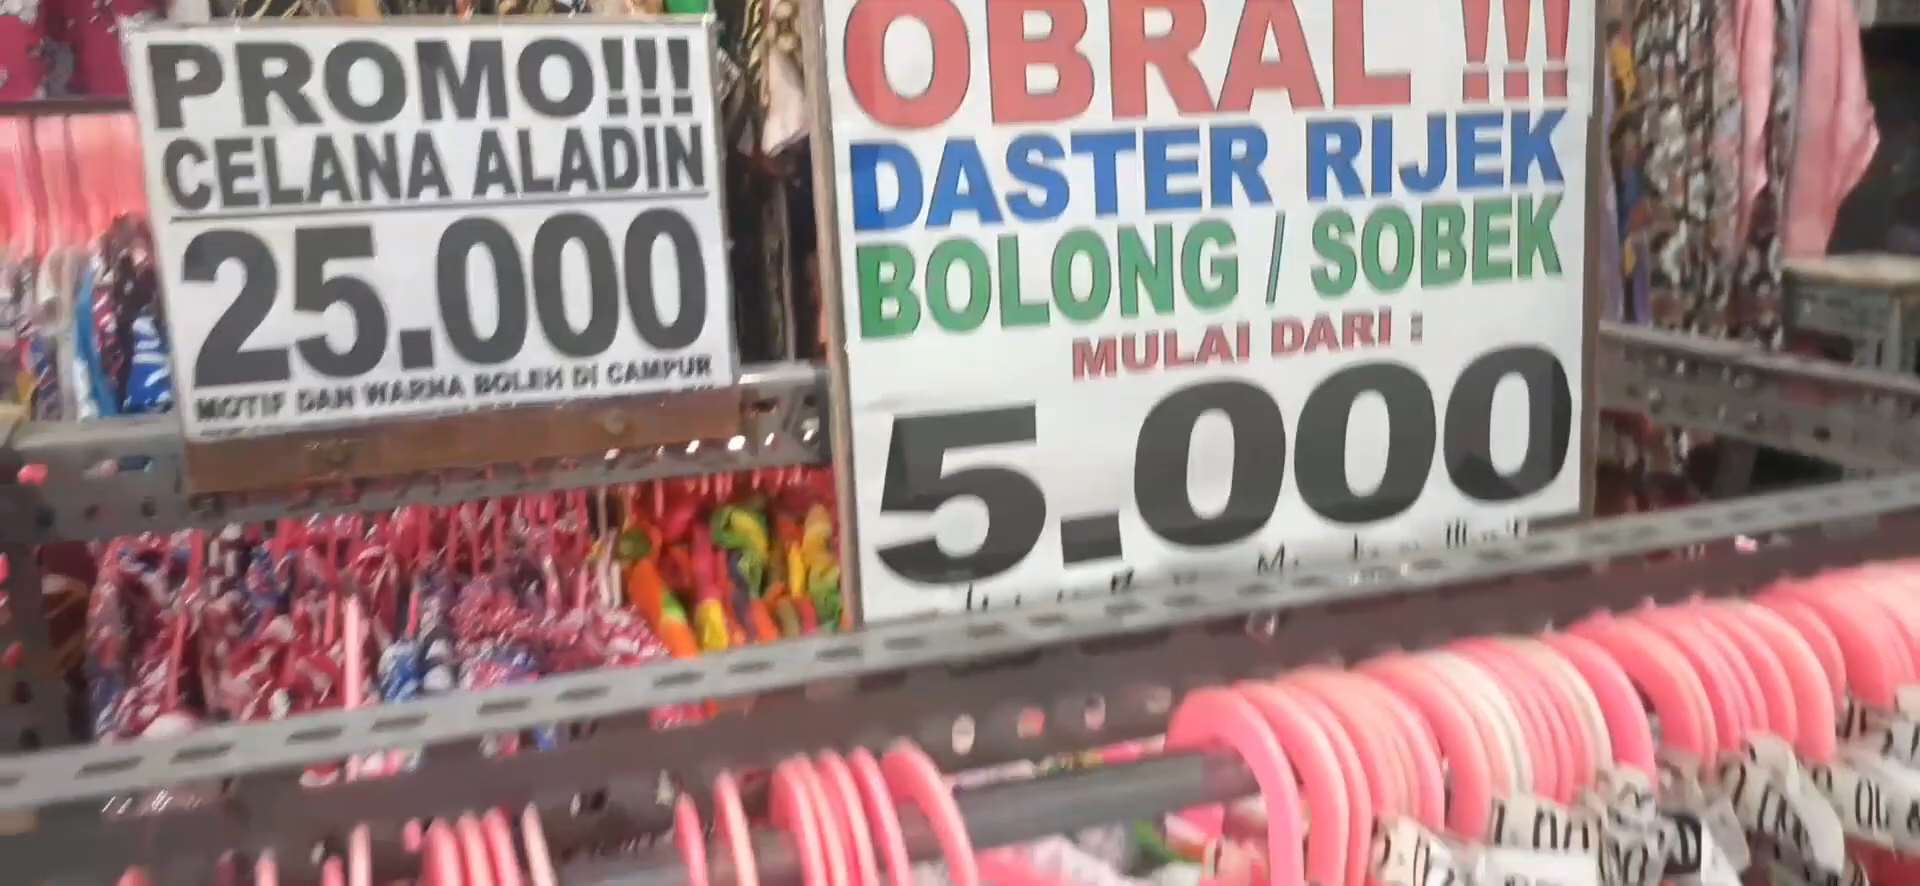 PROMO!!!
CELANA ALADIN
25.000
MOTIF DAN WARNA BOLEH DI CAMPUR
OBRAL !!!
DASTER RIJEK
BOLONG / SOBEK
MULAI DARI :
5.000